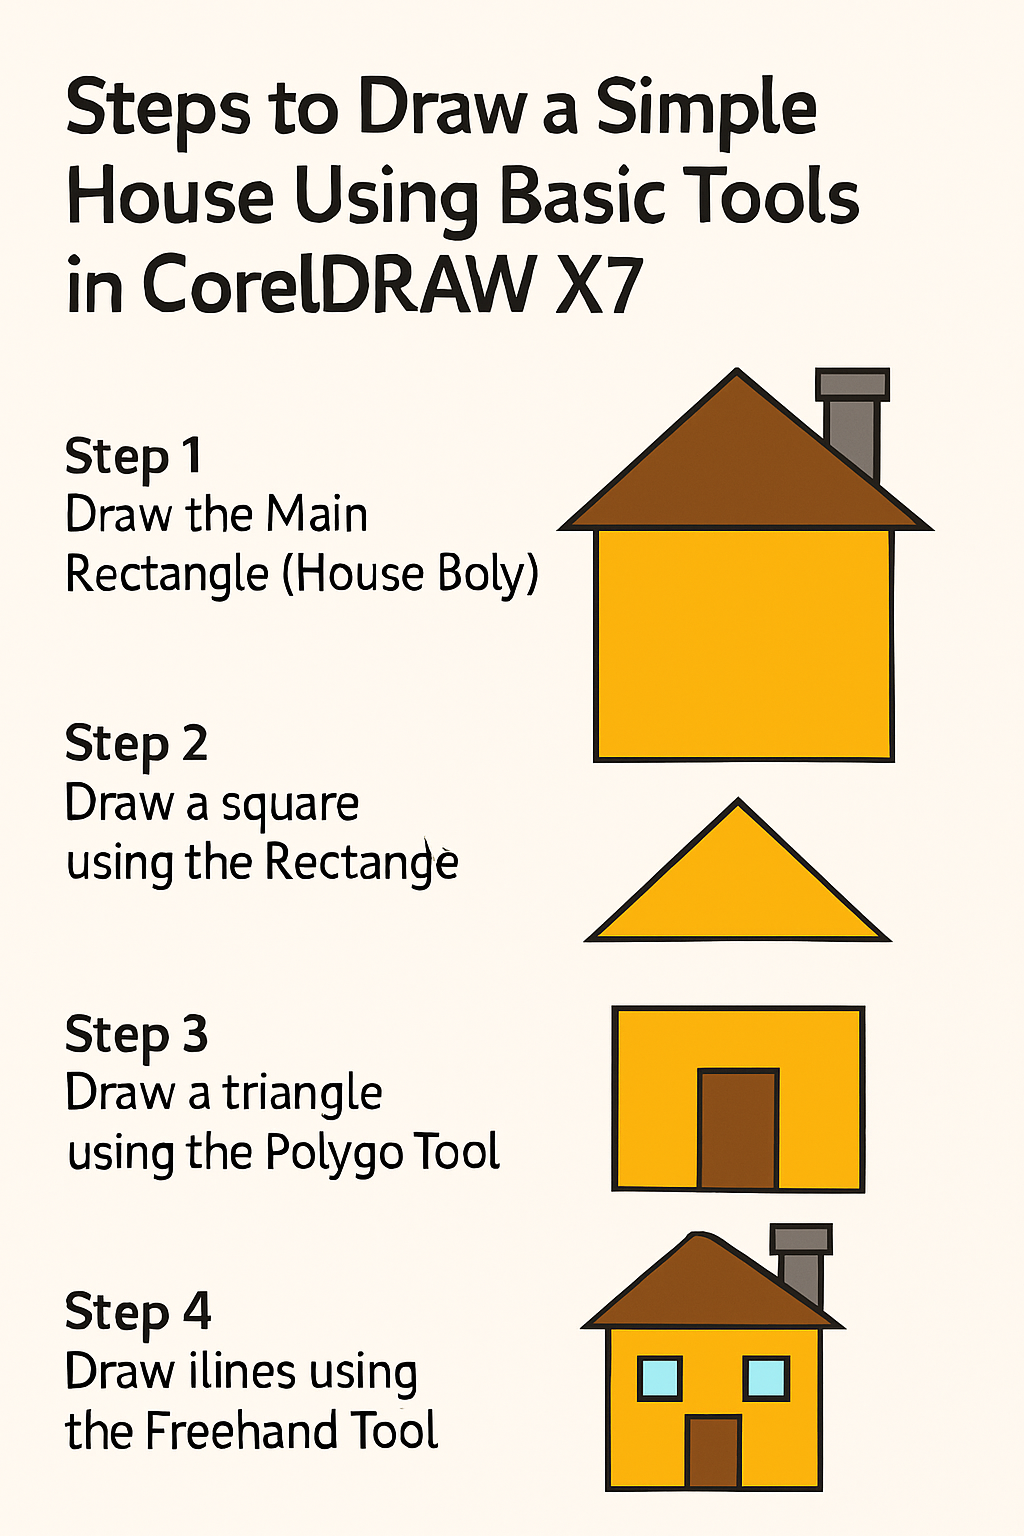 Steps to Draw a Simple
House Using Basic Tools
in CorelDRAW X7
Step 1
Draw the Main
Rectangle (House Boly)
Step 2
Draw a square
using the Rectange
Step 3
Draw a triangle
using the Polygo Tool
Step 4
Draw ilines using
the Freehand Tool